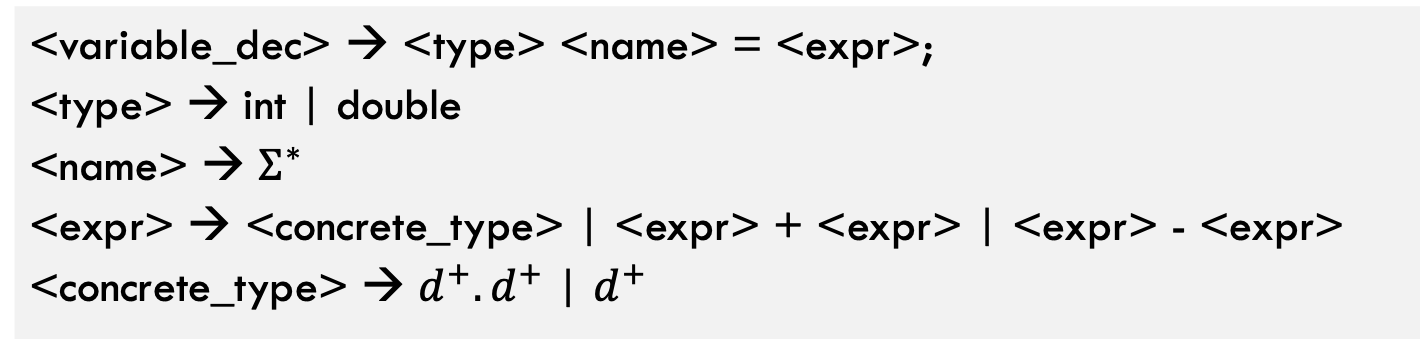 <variable_dec> → <type> <name> = <expr>;
<type> → int | double
<name> → Σ*
<expr> → <concrete_type> | <expr> + <expr> | <expr> - <expr>
<concrete_type> → d⁺.d⁺ | d⁺